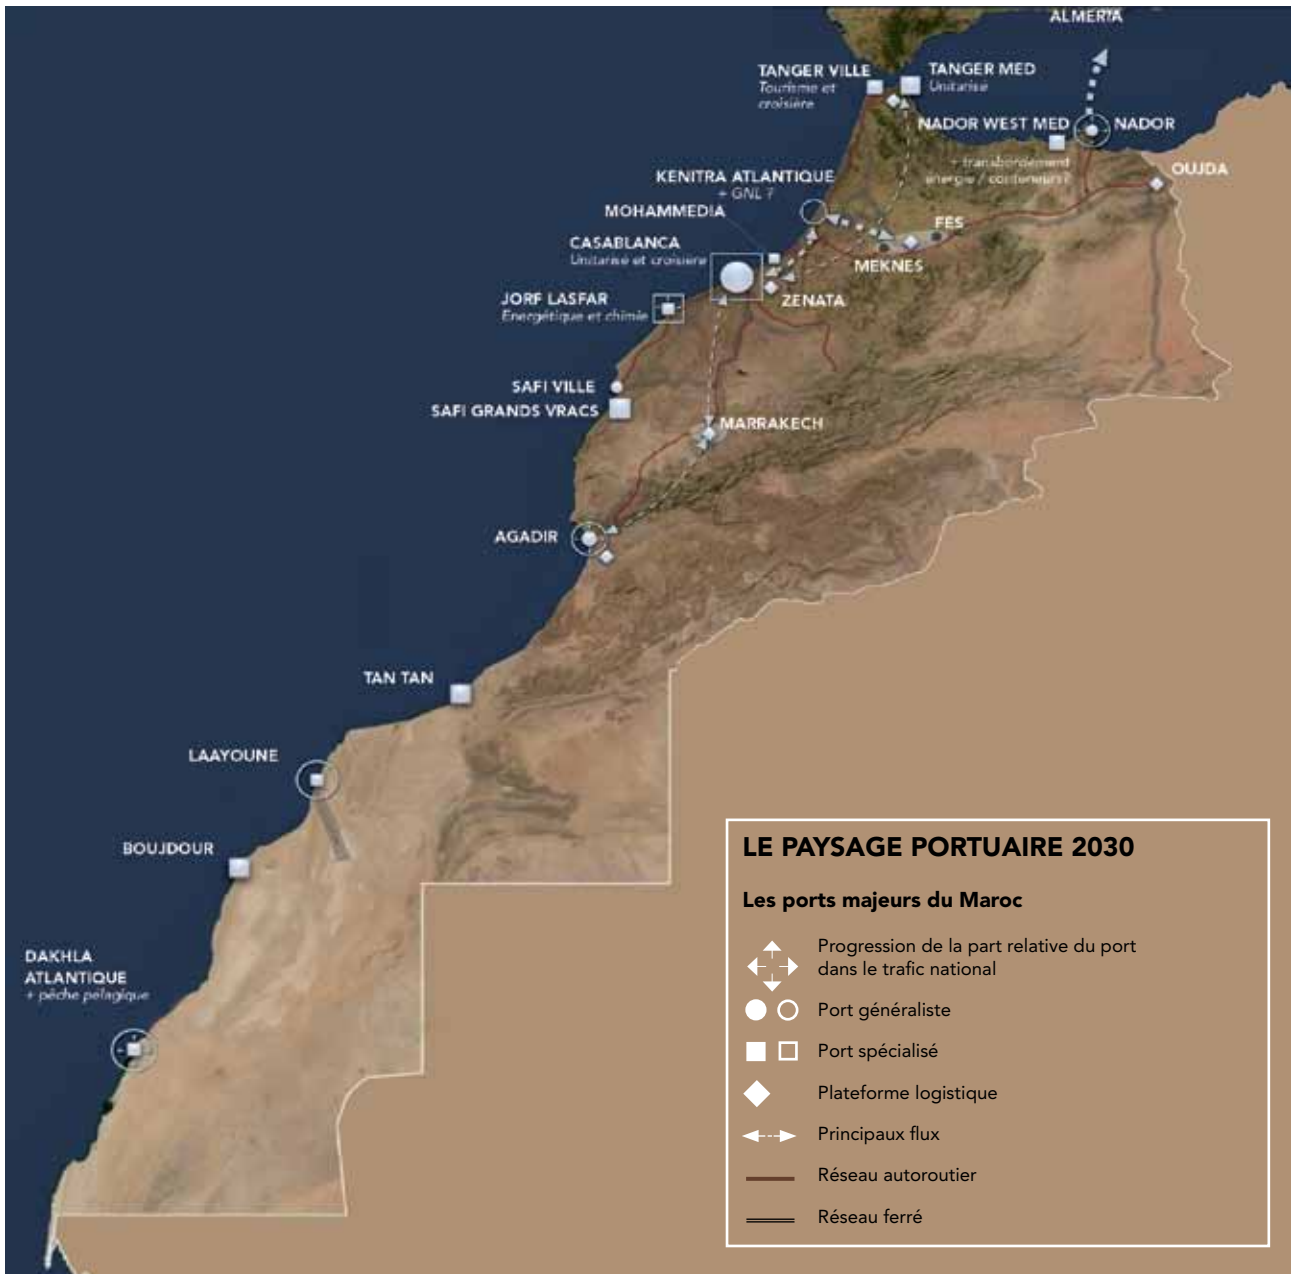 ALMERIA
TANGER VILLE
Tourisme et
croisière
TANGER MED
Unitarisé
NADOR WEST MED
+ transbordement
énergie / conteneurs ?
NADOR
OUJDA
KENITRA ATLANTIQUE
+ GNL ?
MOHAMMEDIA
FÈS
MEKNES
CASABLANCA
Unitarisé et croisière
ZENATA
JORF LASFAR
Energétique et chimie
SAFI VILLE
SAFI GRANDS VRACS
MARRAKECH
AGADIR
TAN TAN
LAAYOUNE
BOUJDOUR
DAKHLA
ATLANTIQUE
+ pêche pélagique
LE PAYSAGE PORTUAIRE 2030
Les ports majeurs du Maroc
Progression de la part relative du port
dans le trafic national
Port généraliste
Port spécialisé
Plateforme logistique
Principaux flux
Réseau autoroutier
Réseau ferré